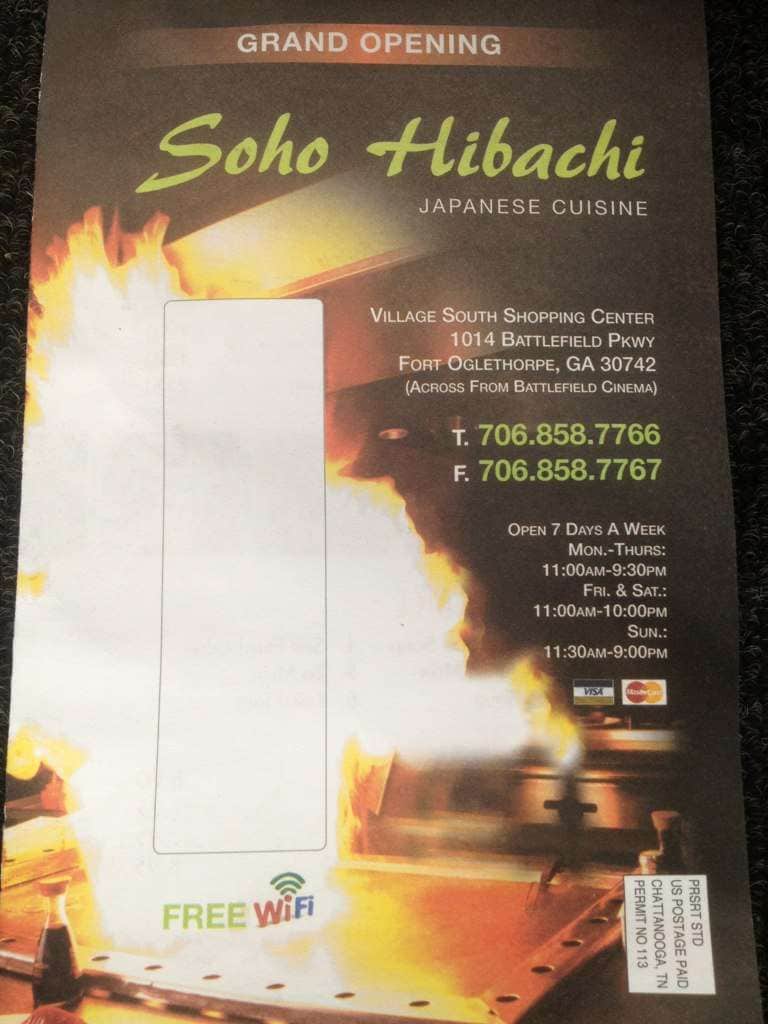 GRAND OPENING
Soho Hibachi
JAPANESE CUISINE
VILLAGE SOUTH SHOPPING CENTER
1014 BATTLEFIELD PKWY
FORT OGLETHORPE, GA 30742
(ACROSS FROM BATTLEFIELD CINEMA)
T. 706.858.7766
F. 706.858.7767
OPEN 7 DAYS A WEEK
MON.-THURS:
11:00AM-9:30PM
FRI. & SAT.:
11:00AM-10:00PM
SUN.:
11:30AM-9:00PM
VISA MasterCard
FREE WiFi
PRSRT STD
US POSTAGE PAID
CHATTANOOGA, TN
PERMIT NO 113